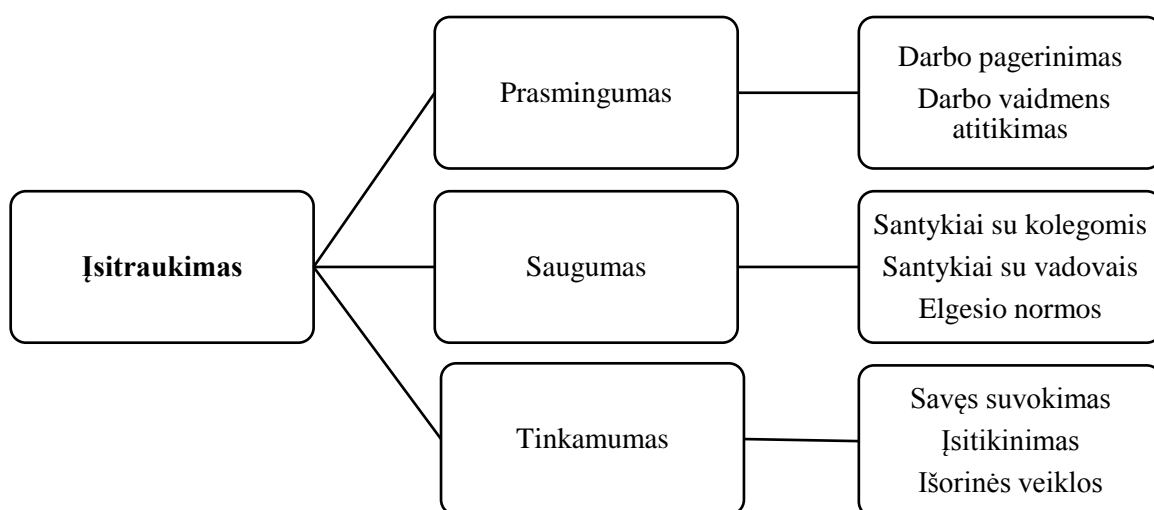 Įsitraukimas
Prasmingumas
Darbo pagerinimas
Darbo vaidmens
atitikimas
Saugumas
Santykiai su kolegomis
Santykiai su vadovais
Elgesio normos
Tinkamumas
Savęs suvokimas
Įsitikinimas
Išorinės veiklos